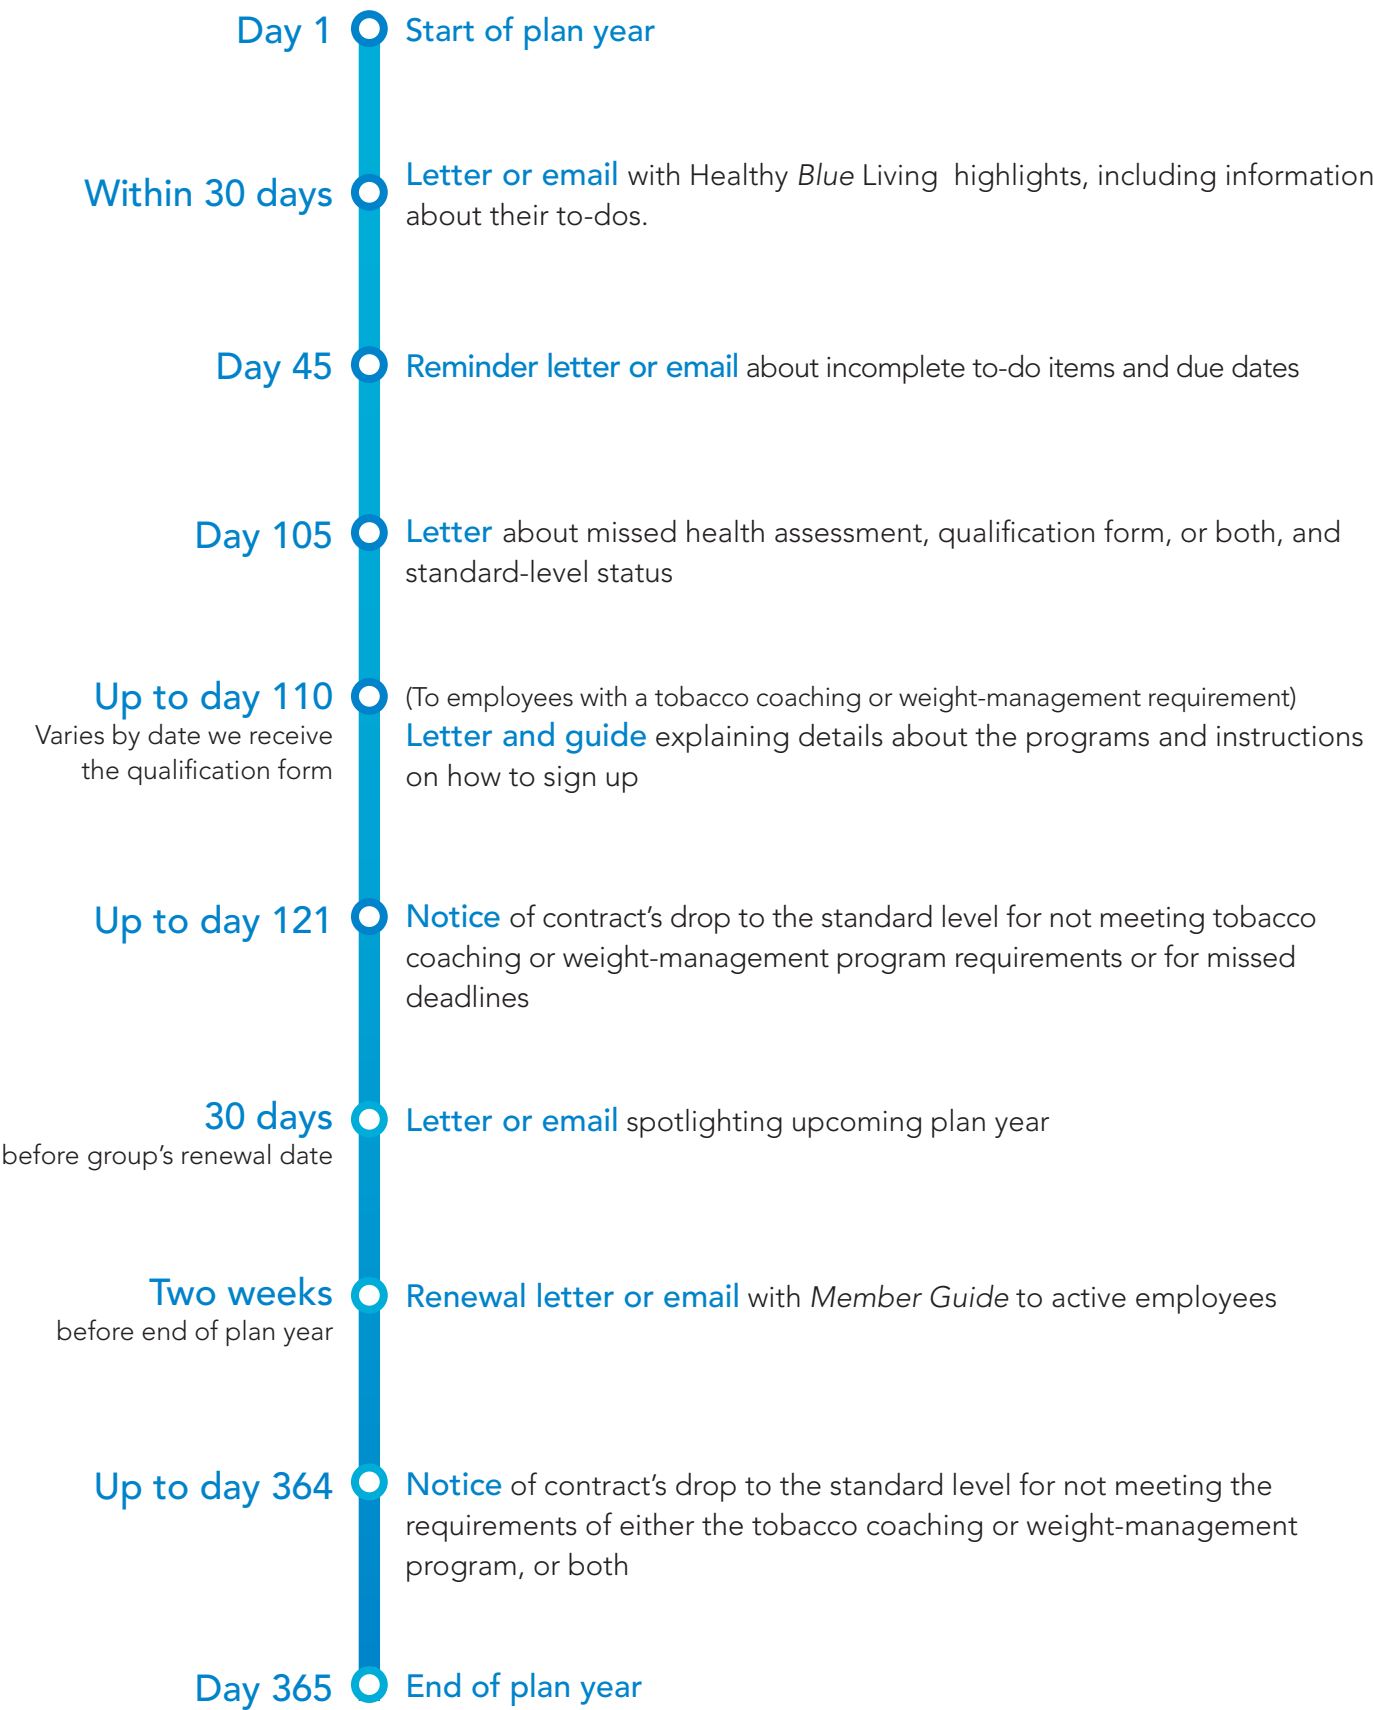 Day 1
Start of plan year
Within 30 days
Letter or email with Healthy Blue Living highlights, including information
about their to-dos.
Day 45
Reminder letter or email about incomplete to-do items and due dates
Day 105
Letter about missed health assessment, qualification form, or both, and
standard-level status
Up to day 110
Varies by date we receive
the qualification form
(To employees with a tobacco coaching or weight-management requirement)
Letter and guide explaining details about the programs and instructions
on how to sign up
Up to day 121
Notice of contract’s drop to the standard level for not meeting tobacco
coaching or weight-management program requirements or for missed
deadlines
30 days
before group’s renewal date
Letter or email spotlighting upcoming plan year
Two weeks
before end of plan year
Renewal letter or email with Member Guide to active employees
Up to day 364
Notice of contract’s drop to the standard level for not meeting the
requirements of either the tobacco coaching or weight-management
program, or both
Day 365
End of plan year